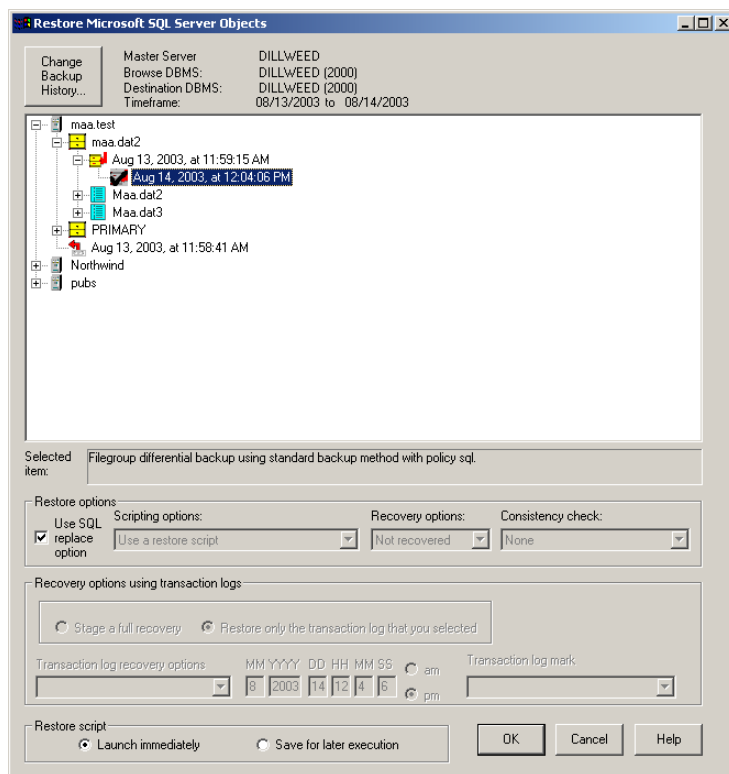 Restore Microsoft SQL Server Objects
Change
Backup
History...
Master Server DILLWEED
Browse DBMS: DILLWEED (2000)
Destination DBMS: DILLWEED (2000)
Timeframe: 08/13/2003 to 08/14/2003
maa.test
maa.dat2
Aug 13, 2003, at 11:59:15 AM
Aug 14, 2003, at 12:04:06 PM
Maa.dat2
Maa.dat3
PRIMARY
Aug 13, 2003, at 11:58:41 AM
Northwind
pubs
Selected
item:
Filegroup differential backup using standard backup method with policy sql.
Restore options
Use SQL
replace
option
Scripting options:
Use a restore script
Recovery options:
Not recovered
Consistency check:
None
Recovery options using transaction logs
Stage a full recovery
Restore only the transaction log that you selected
Transaction log recovery options
MM YYYY DD HH MM SS
8 2003 14 12 4 6
am
pm
Transaction log mark
Restore script
Launch immediately
Save for later execution
OK
Cancel
Help